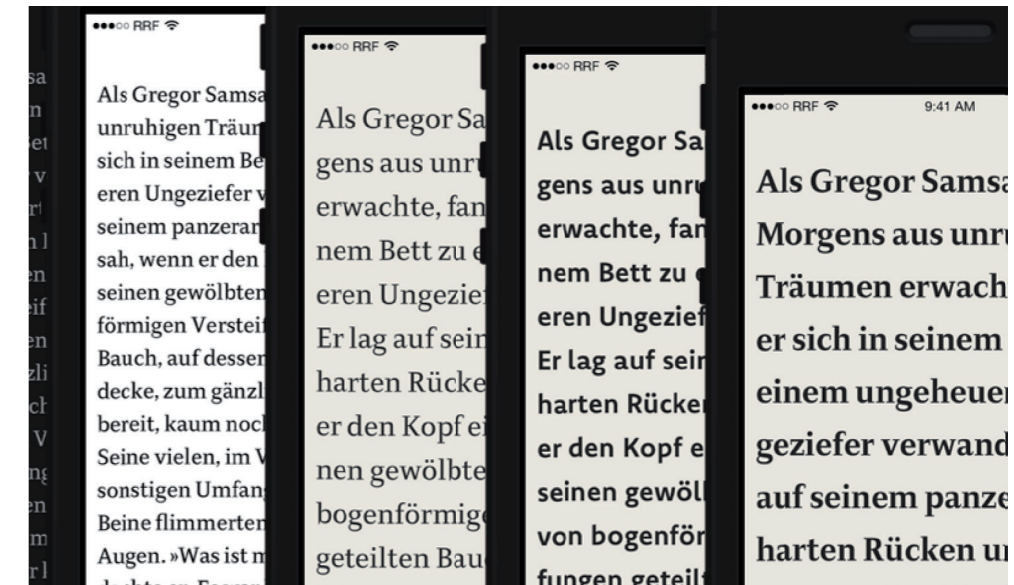 ●●●○○ RRF
Als Gregor Samsa
unruhigen Träum
sich in seinem Be
eren Ungeziefer v
seinem panzerar
sah, wenn er den
seinen gewölbten
förmigen Versteif
Bauch, auf dessen
decke, zum gänzl
bereit, kaum noch
Seine vielen, im V
sonstigen Umfang
Beine flimmerten
Augen. »Was ist m
●●●○○ RRF
Als Gregor Sa
gens aus unru
erwachte, fan
nem Bett zu e
eren Ungezief
Er lag auf sein
harten Rücke
er den Kopf ei
nen gewölbte
bogenförmige
geteilten Bau
●●●○○ RRF
Als Gregor Sa
gens aus unru
erwachte, fan
nem Bett zu e
eren Ungezief
Er lag auf sein
harten Rücken
er den Kopf e
seinen gewöl
von bogenför
fungen geteilt
●●●○○ RRF 9:41 AM
Als Gregor Samsa
Morgens aus unru
Träumen erwach
er sich in seinem
einem ungeheuer
geziefer verwand
auf seinem panze
harten Rücken un